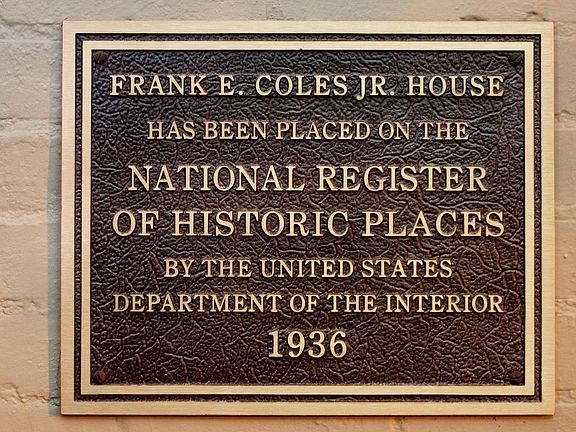 FRANK E. COLES JR. HOUSE
HAS BEEN PLACED ON THE
NATIONAL REGISTER
OF HISTORIC PLACES
BY THE UNITED STATES
DEPARTMENT OF THE INTERIOR
1936